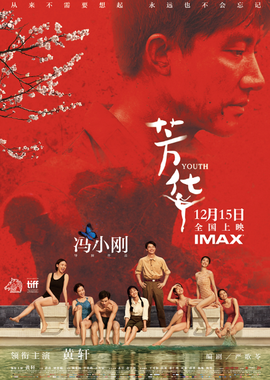 从来不需要想起 永远也不会忘记
芳华
YOUTH
12月15日
全国上映
IMAX
冯小刚
tiff
领衔主演 黄轩
编剧/严歌苓